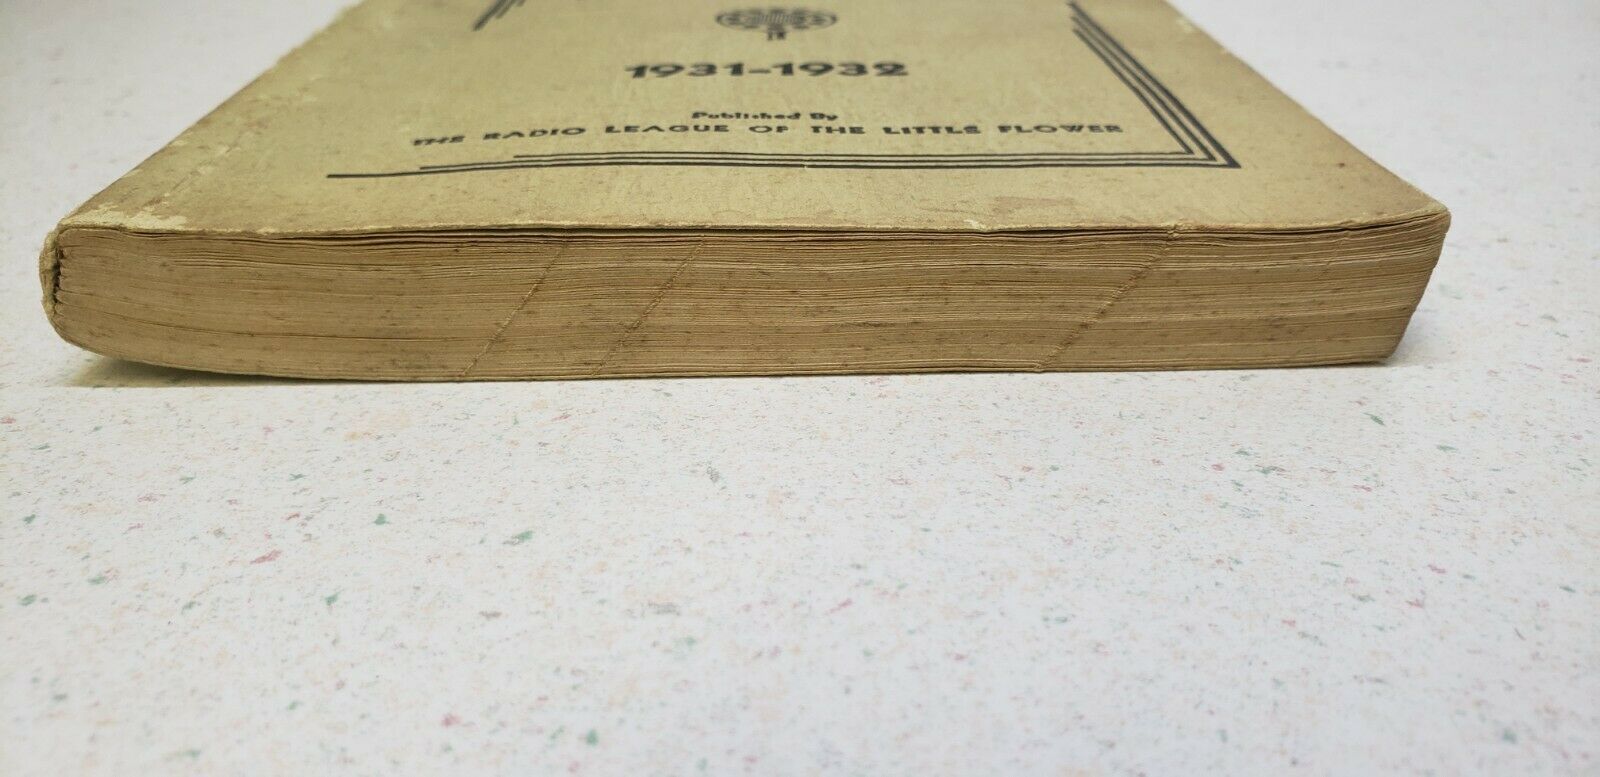 1931-1932
Published By
THE RADIO LEAGUE OF THE LITTLE FLOWER